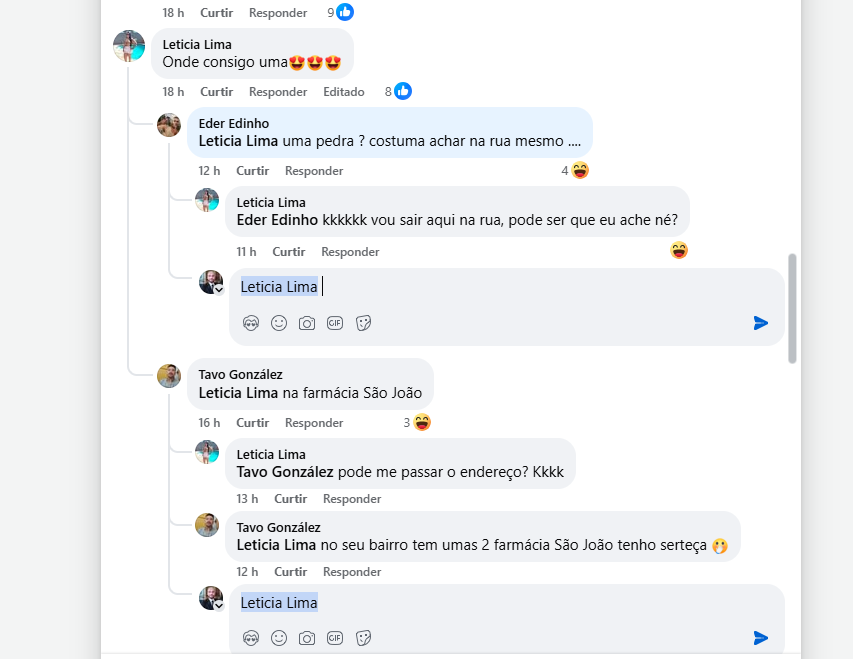 18 h Curtir Responder 9
Leticia Lima
Onde consigo uma😍😍😍
18 h Curtir Responder Editado 8
Eder Edinho
Leticia Lima uma pedra ? costuma achar na rua mesmo ....
12 h Curtir Responder 4
Leticia Lima
Eder Edinho kkkkkk vou sair aqui na rua, pode ser que eu ache né?
11 h Curtir Responder
Leticia Lima
GIF
Tavo González
Leticia Lima na farmácia São João
16 h Curtir Responder 3
Leticia Lima
Tavo González pode me passar o endereço? Kkkk
13 h Curtir Responder
Tavo González
Leticia Lima no seu bairro tem umas 2 farmácia São João tenho serteça 🤭
12 h Curtir Responder
Leticia Lima
GIF